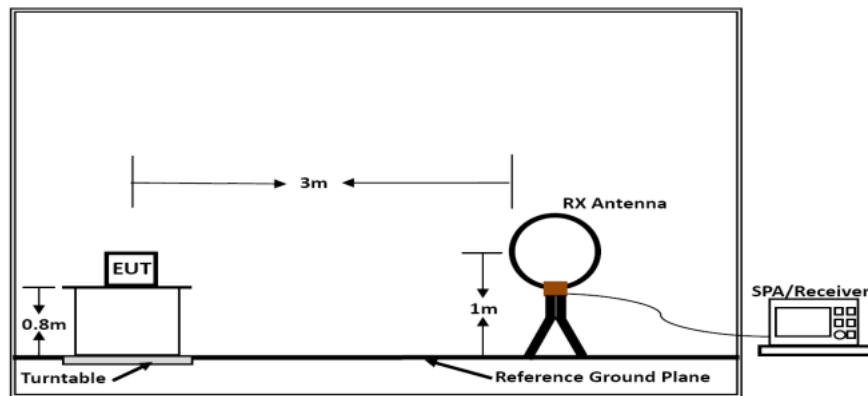 3m
RX Antenna
EUT
SPA/Receiver
0.8m
1m
Turntable
Reference Ground Plane